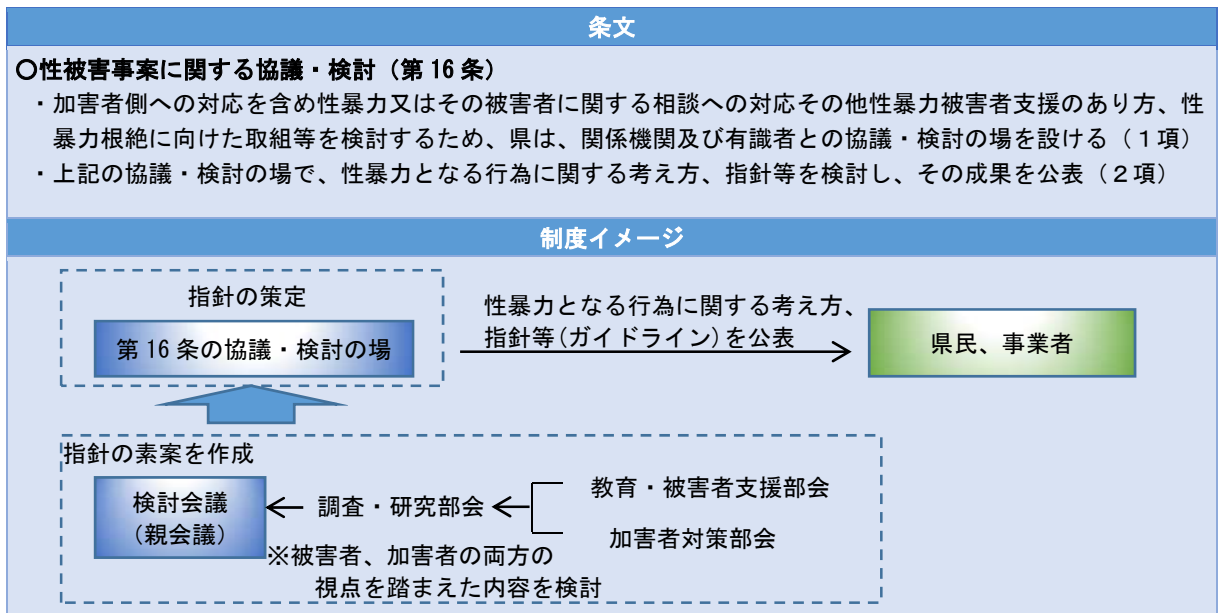 条文
〇性被害事案に関する協議・検討（第 16 条）
・加害者側への対応を含め性暴力又はその被害者に関する相談への対応その他性暴力被害者支援のあり方、性
暴力根絶に向けた取組等を検討するため、県は、関係機関及び有識者との協議・検討の場を設ける（１項）
・上記の協議・検討の場で、性暴力となる行為に関する考え方、指針等を検討し、その成果を公表（２項）
制度イメージ
指針の策定
第 16 条の協議・検討の場
性暴力となる行為に関する考え方、
指針等(ガイドライン)を公表
県民、事業者
指針の素案を作成
検討会議
(親会議)
調査・研究部会
教育・被害者支援部会
加害者対策部会
※被害者、加害者の両方の
視点を踏まえた内容を検討